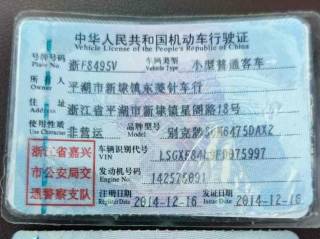 中华人民共和国机动车行驶证
Vehicle License of the People's Republic of China
号牌号码 浙F8495V 车辆类型 小型普通客车
Plate No. Vehicle Type
所有人 平湖市新埭镇东菱针车行
Owner
住址 浙江省平湖市新埭镇星阁路18号
Address
使用性质 非营运 品牌型号 别克牌SGM6475DAX2
Use Character Model
浙江省嘉兴
市公安局交
通警察支队
车辆识别代号
VIN
发动机号码 142576091
Engine No.
注册日期 2014-12-16 发证日期 2014-12-16
Register Date Issue Date